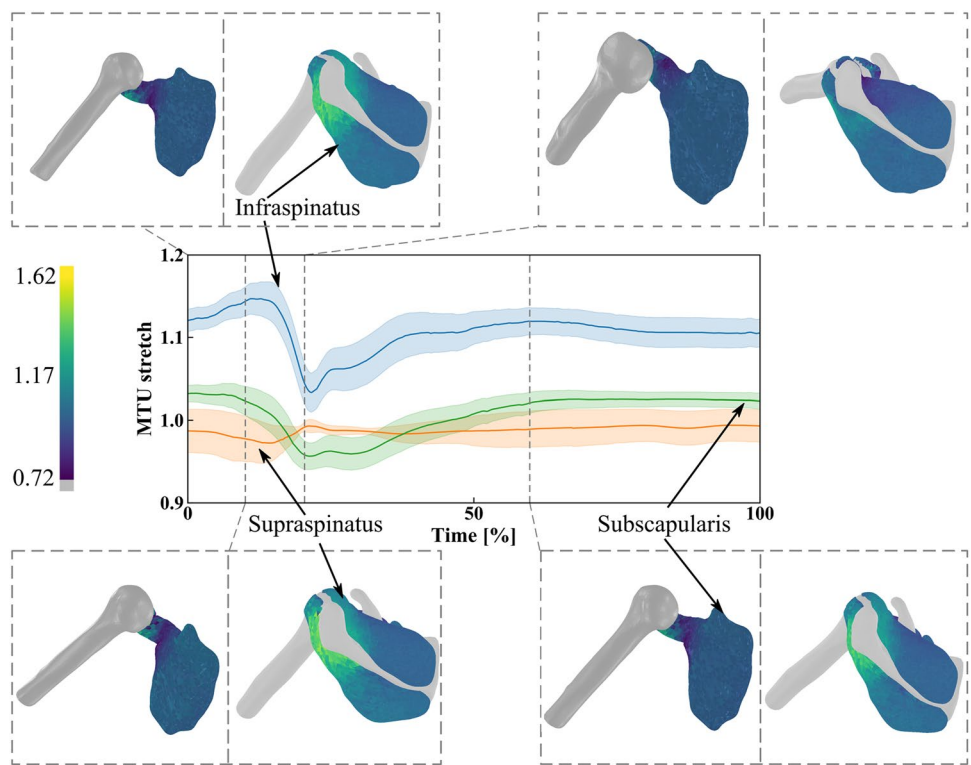 Infraspinatus
1.62
1.17
0.72
MTU stretch
1.2
1.1
1.0
0.9
0
50
100
Supraspinatus
Time [%]
Subscapularis